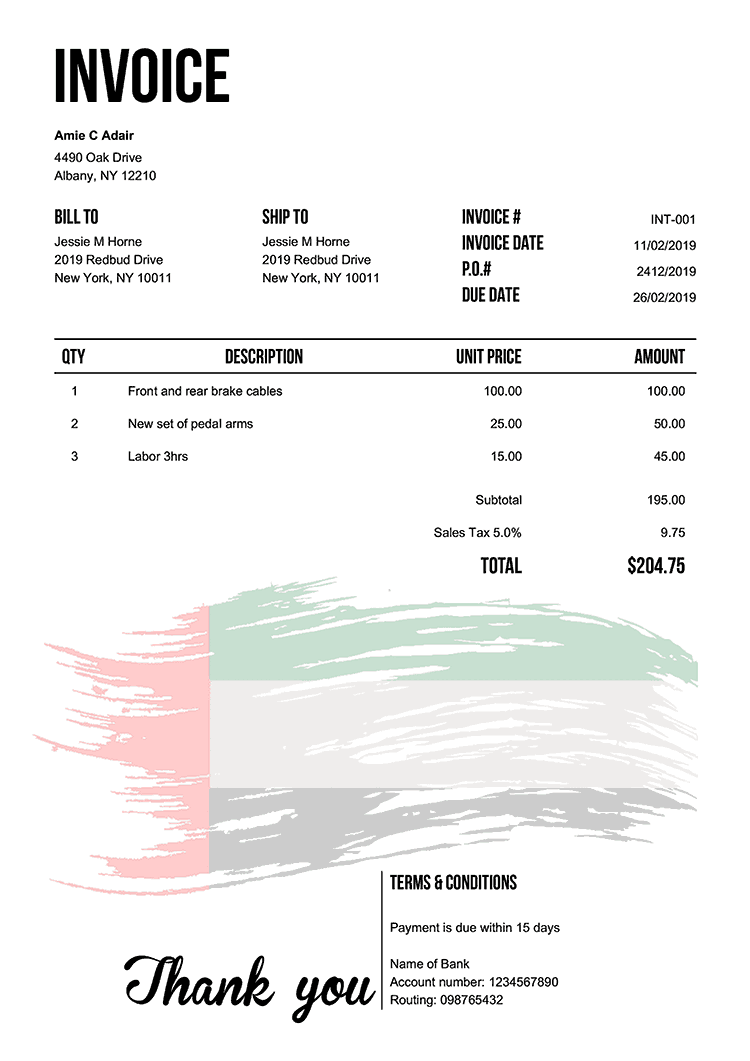 INVOICE
Amie C Adair
4490 Oak Drive
Albany, NY 12210
BILL TO
Jessie M Horne
2019 Redbud Drive
New York, NY 10011
SHIP TO
Jessie M Horne
2019 Redbud Drive
New York, NY 10011
INVOICE # INT-001
INVOICE DATE 11/02/2019
P.O.# 2412/2019
DUE DATE 26/02/2019
QTY DESCRIPTION UNIT PRICE AMOUNT
1 Front and rear brake cables 100.00 100.00
2 New set of pedal arms 25.00 50.00
3 Labor 3hrs 15.00 45.00
Subtotal 195.00
Sales Tax 5.0% 9.75
TOTAL $204.75
Thank you
TERMS & CONDITIONS
Payment is due within 15 days
Name of Bank
Account number: 1234567890
Routing: 098765432